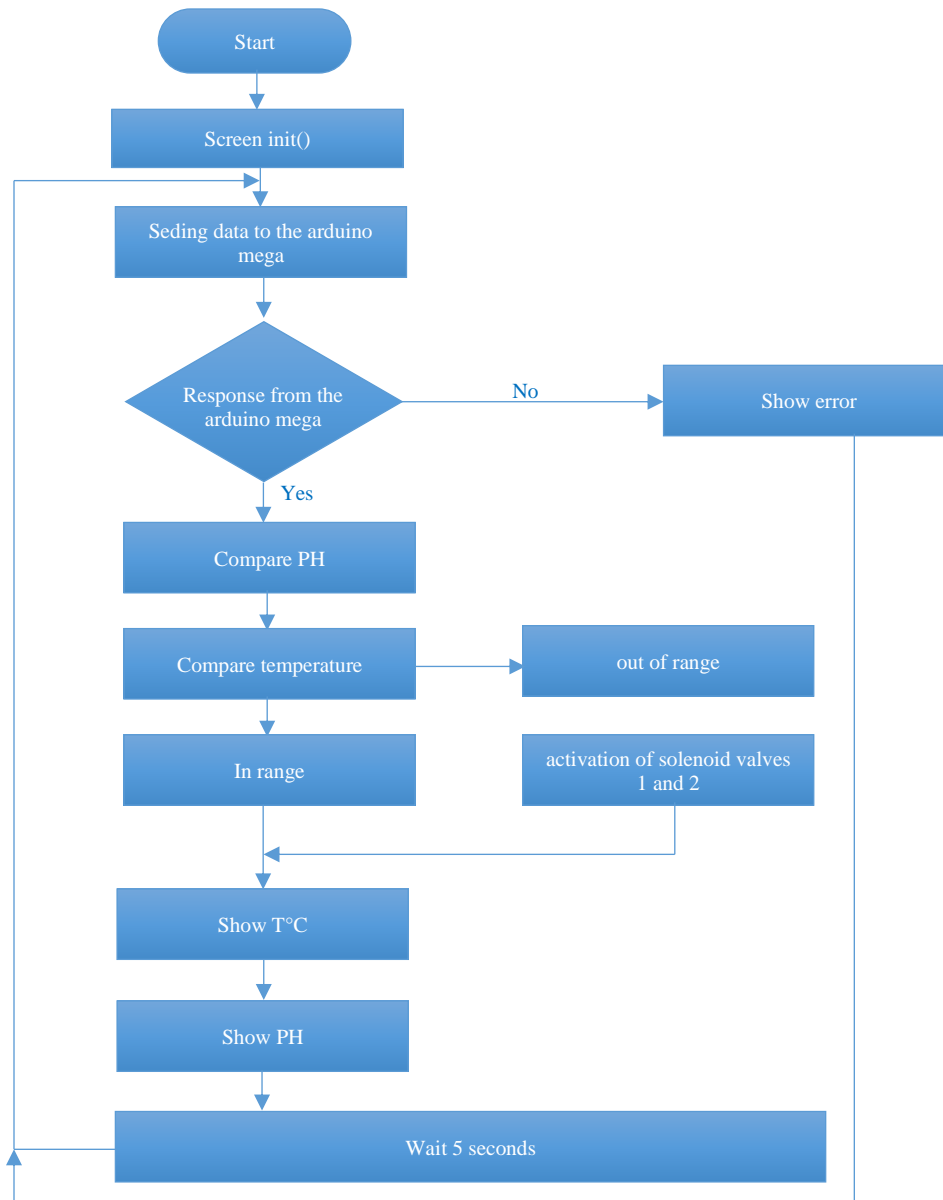 Start
Screen init()
Seding data to the arduino
mega
Response from the
arduino mega
No
Show error
Yes
Compare PH
Compare temperature
out of range
In range
activation of solenoid valves
1 and 2
Show T°C
Show PH
Wait 5 seconds